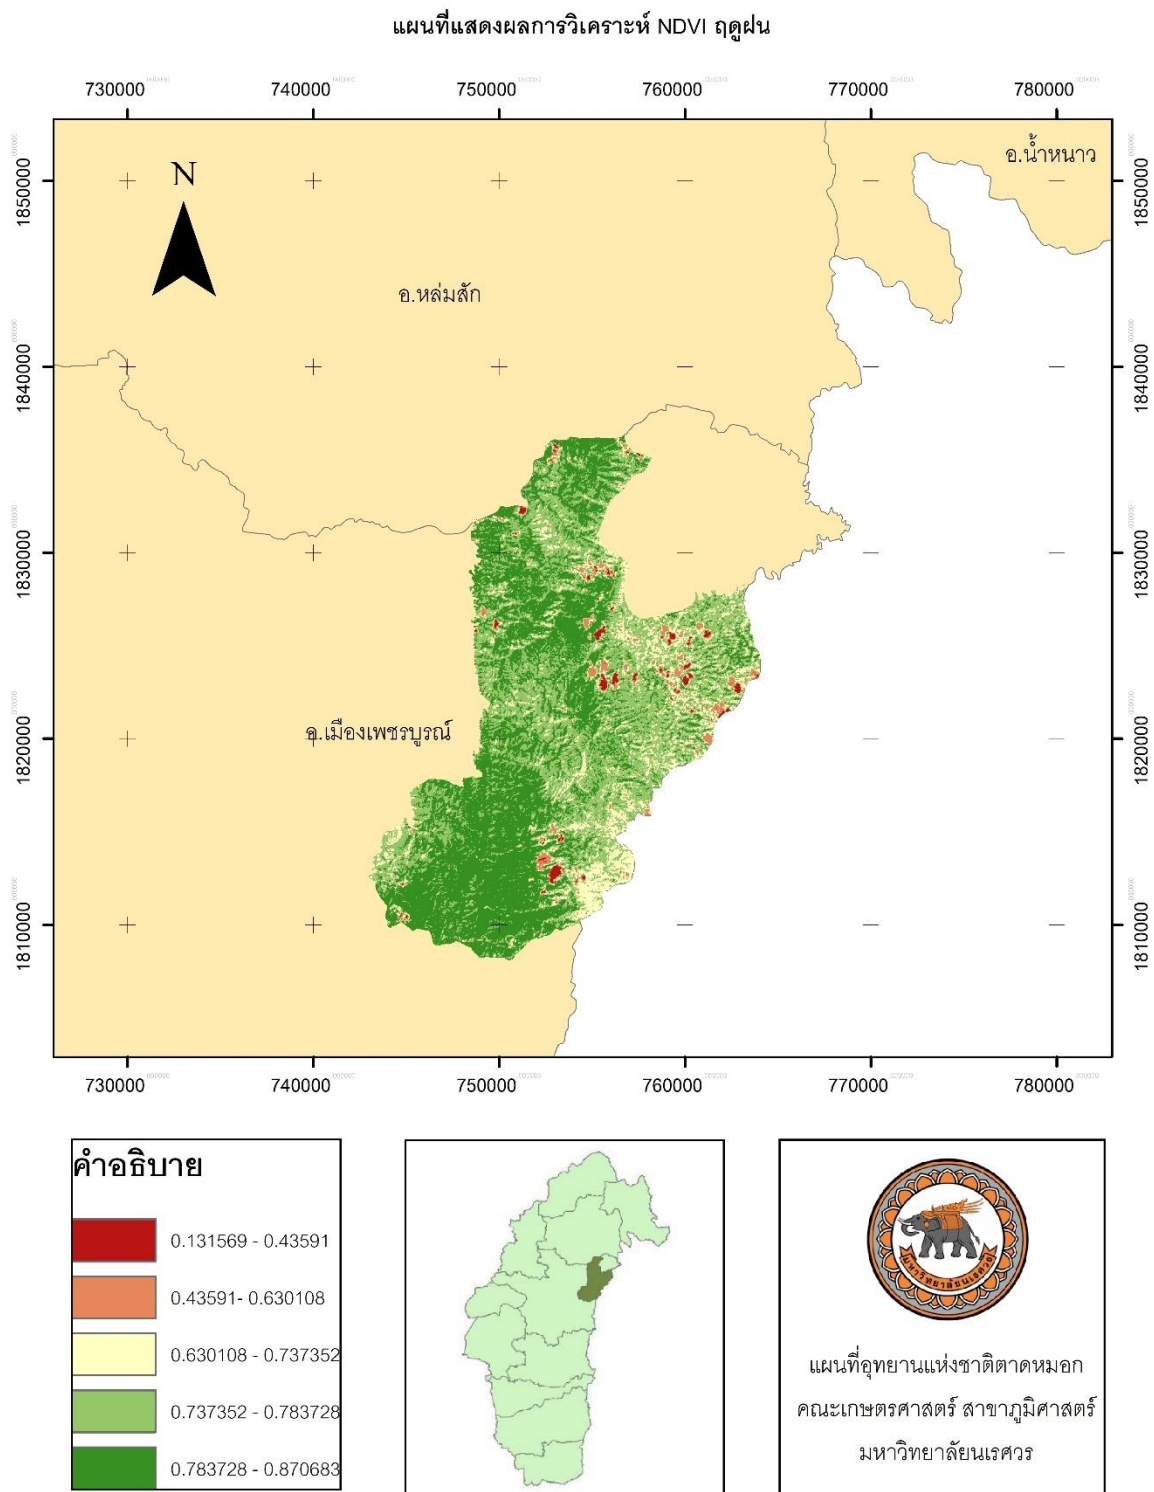 แผนที่แสดงผลการวิเคราะห์ NDVI ฤดูฝน
730000 740000 750000 760000 770000 780000
อ.น้ำหนาว
N
1850000 1850000
อ.หล่มสัก
1840000 1840000
1830000 1830000
อ.เมืองเพชรบูรณ์
1820000 1820000
1810000 1810000
730000 740000 750000 760000 770000 780000
คำอธิบาย
0.131569 - 0.43591
0.43591- 0.630108
0.630108 - 0.737352
0.737352 - 0.783728
0.783728 - 0.870683
มหาวิทยาลัยนเรศวร
แผนที่อุทยานแห่งชาติตาดหมอก
คณะเกษตรศาสตร์ สาขาภูมิศาสตร์
มหาวิทยาลัยนเรศวร